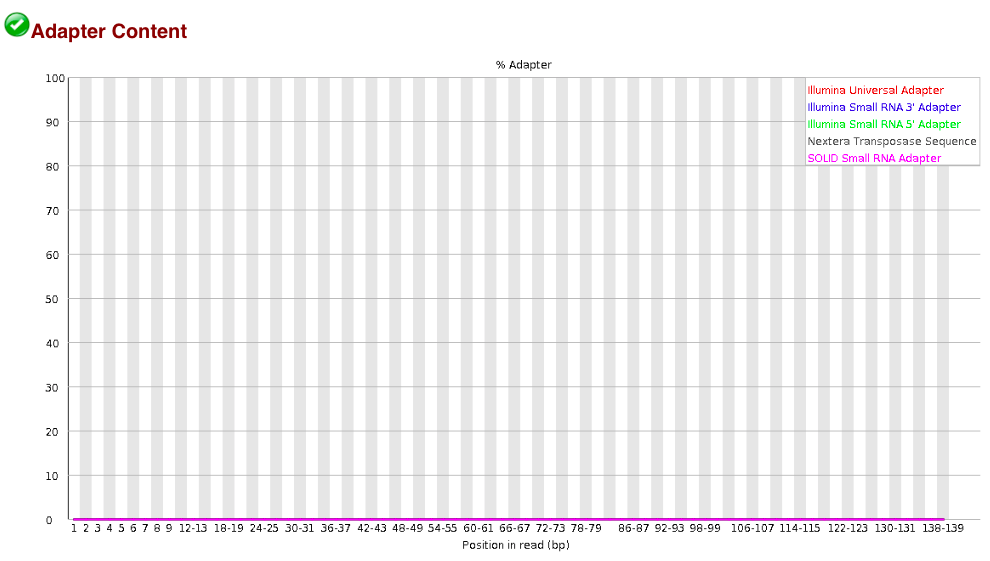 Adapter Content
% Adapter
100
90
80
70
60
50
40
30
20
10
0
Illumina Universal Adapter
Illumina Small RNA 3' Adapter
Illumina Small RNA 5' Adapter
Nextera Transposase Sequence
SOLID Small RNA Adapter
1 2 3 4 5 6 7 8 9 12-13 18-19 24-25 30-31 36-37 42-43 48-49 54-55 60-61 66-67 72-73 78-79 86-87 92-93 98-99 106-107 114-115 122-123 130-131 138-139
Position in read (bp)